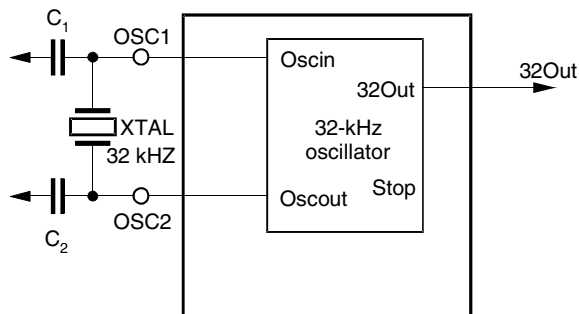 C1
OSC1
Oscin
32Out
32Out
XTAL
32 kHZ
32-kHz
oscillator
Stop
Oscout
OSC2
C2